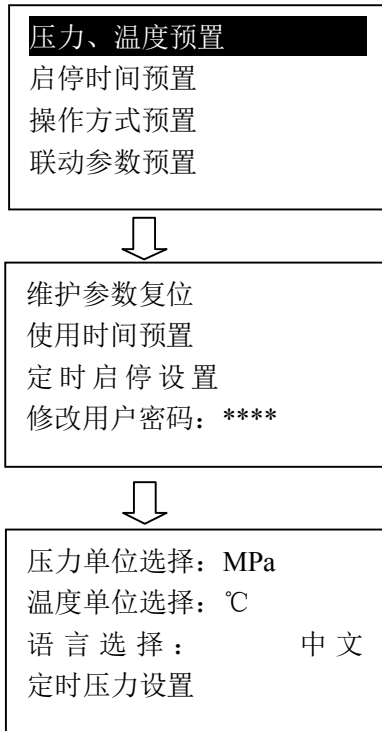 压力、温度预置
启停时间预置
操作方式预置
联动参数预置
维护参数复位
使用时间预置
定时启停设置
修改用户密码：****
压力单位选择：MPa
温度单位选择：℃
语言选择： 中文
定时压力设置